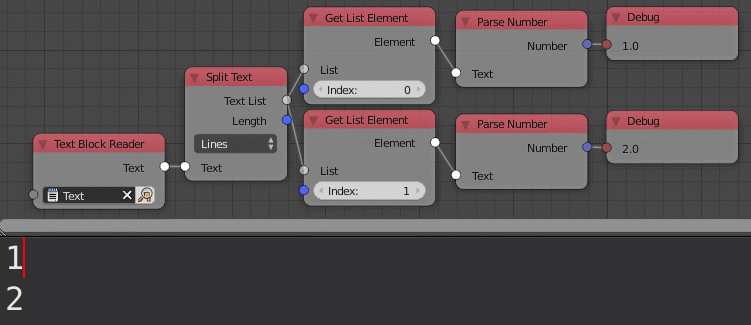 Get List Element
Element
List
Index: 0
Parse Number
Number
Text
Debug
1.0
Split Text
Text List
Length
Lines
Text
Get List Element
Element
List
Index: 1
Parse Number
Number
Text
Debug
2.0
Text Block Reader
Text
Text
1
2